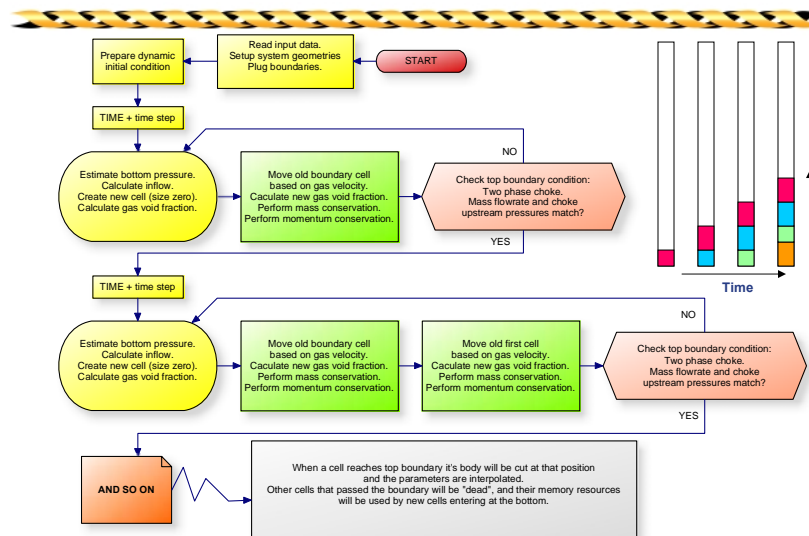 START
Read input data.
Setup system geometries
Plug boundaries.
Prepare dynamic
initial condition
TIME + time step
Estimate bottom pressure.
Calculate inflow.
Create new cell (size zero).
Calculate gas void fraction.
Move old boundary cell
based on gas velocity.
Caculate new gas void fraction.
Perform mass conservation.
Perform momentum conservation.
Check top boundary condition:
Two phase choke.
Mass flowrate and choke
upstream pressures match?
NO
YES
TIME + time step
Estimate bottom pressure.
Calculate inflow.
Create new cell (size zero).
Calculate gas void fraction.
Move old boundary cell
based on gas velocity.
Caculate new gas void fraction.
Perform mass conservation.
Perform momentum conservation.
Move old first cell
based on gas velocity.
Caculate new gas void fraction.
Perform mass conservation.
Perform momentum conservation.
Check top boundary condition:
Two phase choke.
Mass flowrate and choke
upstream pressures match?
NO
YES
AND SO ON
When a cell reaches top boundary it's body will be cut at that position
and the parameters are interpolated.
Other cells that passed the boundary will be "dead", and their memory resources
will be used by new cells entering at the bottom.
Time